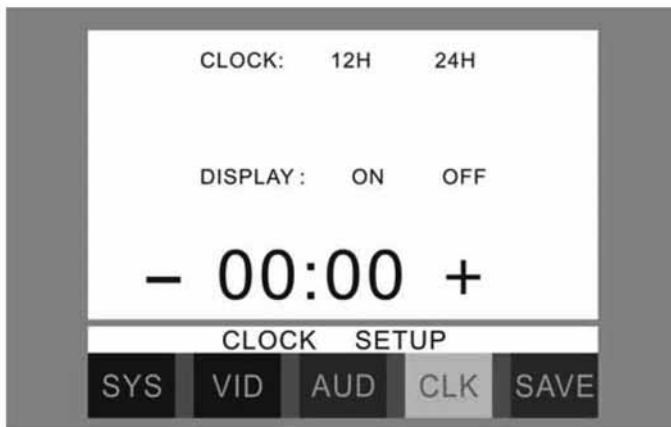 CLOCK: 12H 24H
DISPLAY: ON OFF
– 00:00 +
CLOCK SETUP
SYS VID AUD CLK SAVE